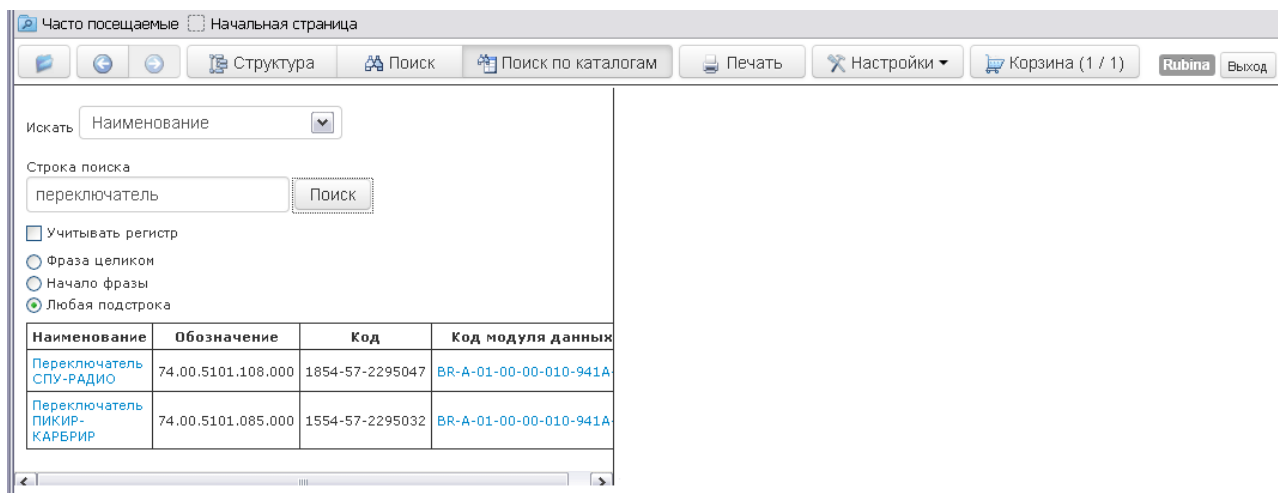 Часто посещаемые Начальная страница
Структура Поиск Поиск по каталогам Печать Настройки Корзина (1 / 1) Rubina Выход
Искать Наименование
Строка поиска
переключатель Поиск
Учитывать регистр
Фраза целиком
Начало фразы
Любая подстрока
Наименование Обозначение Код Код модуля данных
Переключатель СПУ-РАДИО 74.00.5101.108.000 1854-57-2295047 BR-A-01-00-00-010-941A-
Переключатель ПИКИР-КАРБРИР 74.00.5101.085.000 1554-57-2295032 BR-A-01-00-00-010-941A-